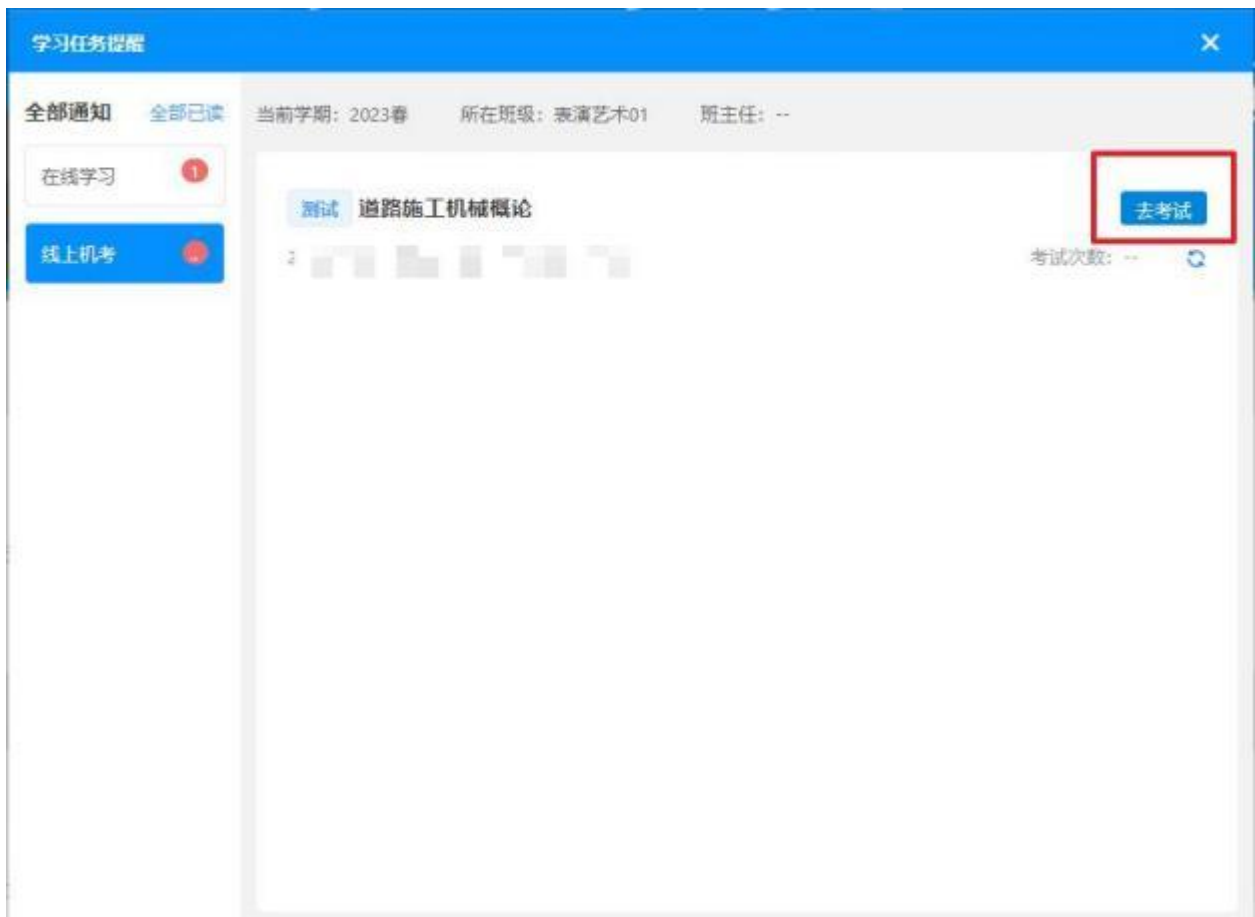 学习任务提醒
全部通知 全部已读
当前学期：2023春 所在班级：表演艺术01 班主任：--
在线学习 1
测试 道路施工机械概论
去考试
线上机考
考试次数：--